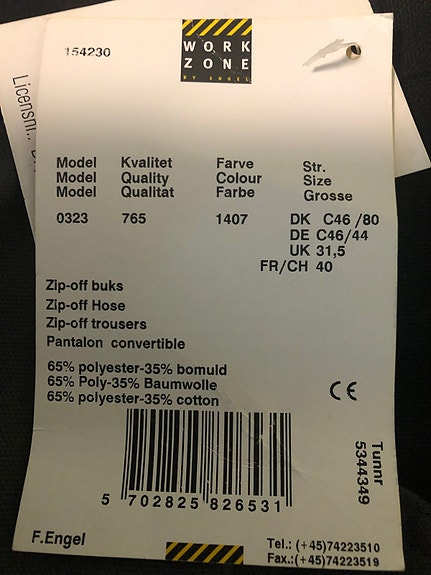 Licensnr.
154230
WORK
ZONE
BY ENGEL
Model Kvalitet Farve Str.
Model Quality Colour Size
Model Qualitat Farbe Grosse
0323 765 1407 DK C46 /80
DE C46/44
UK 31,5
FR/CH 40
Zip-off buks
Zip-off Hose
Zip-off trousers
Pantalon convertible
65% polyester-35% bomuld
65% Poly-35% Baumwolle
65% polyester-35% cotton
CE
Tunnr
5344349
5 702825 826531
F.Engel
Tel.:(+45)74223510
Fax.:(+45)74223519